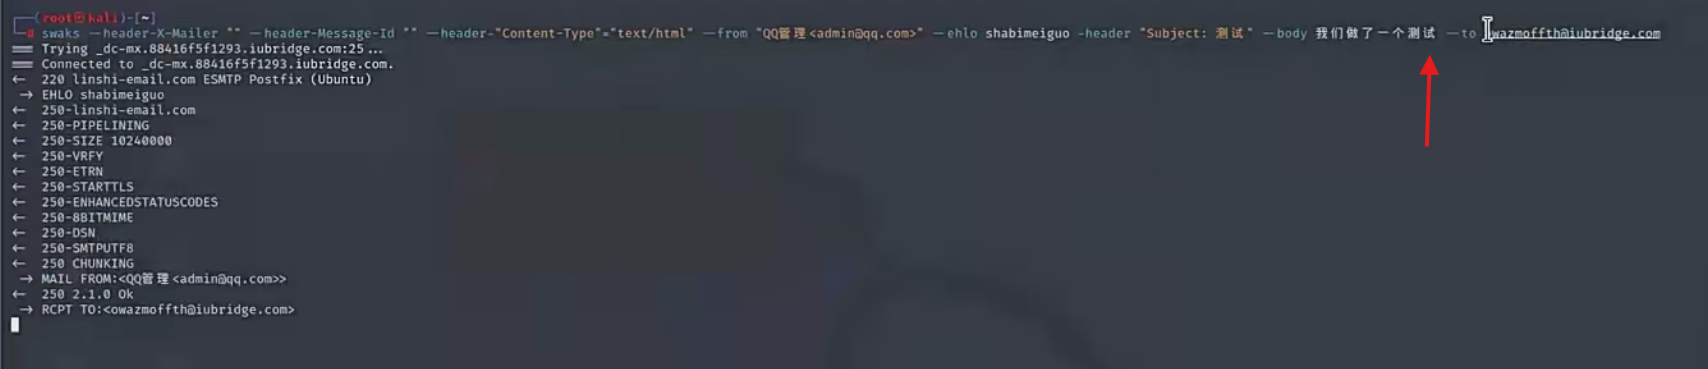 (root㉿kali)-[~]
# swaks --header-X-Mailer "" --header-Message-Id "" --header-"Content-Type"="text/html" --from "QQ管理<admin@qq.com>" --ehlo shabimeiguo -header "Subject: 测试" --body 我们做了一个测试 --to owazmoffth@iubridge.com
=== Trying _dc-mx.88416f5f1293.iubridge.com:25...
=== Connected to _dc-mx.88416f5f1293.iubridge.com.
<- 220 linshi-email.com ESMTP Postfix (Ubuntu)
-> EHLO shabimeiguo
<- 250-linshi-email.com
<- 250-PIPELINING
<- 250-SIZE 10240000
<- 250-VRFY
<- 250-ETRN
<- 250-STARTTLS
<- 250-ENHANCEDSTATUSCODES
<- 250-8BITMIME
<- 250-DSN
<- 250-SMTPUTF8
<- 250 CHUNKING
-> MAIL FROM:<QQ管理<admin@qq.com>>
<- 250 2.1.0 Ok
-> RCPT TO:<owazmoffth@iubridge.com>